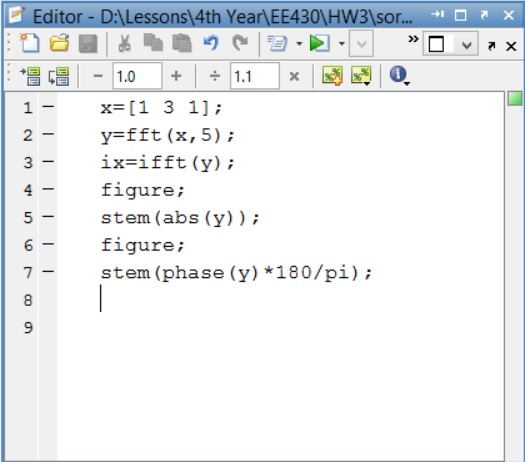 Editor - D:\Lessons\4th Year\EE430\HW3\sor...
1.0
+
÷
1.1
×
1 - x=[1 3 1];
2 - y=fft(x,5);
3 - ix=ifft(y);
4 - figure;
5 - stem(abs(y));
6 - figure;
7 - stem(phase(y)*180/pi);
8
9